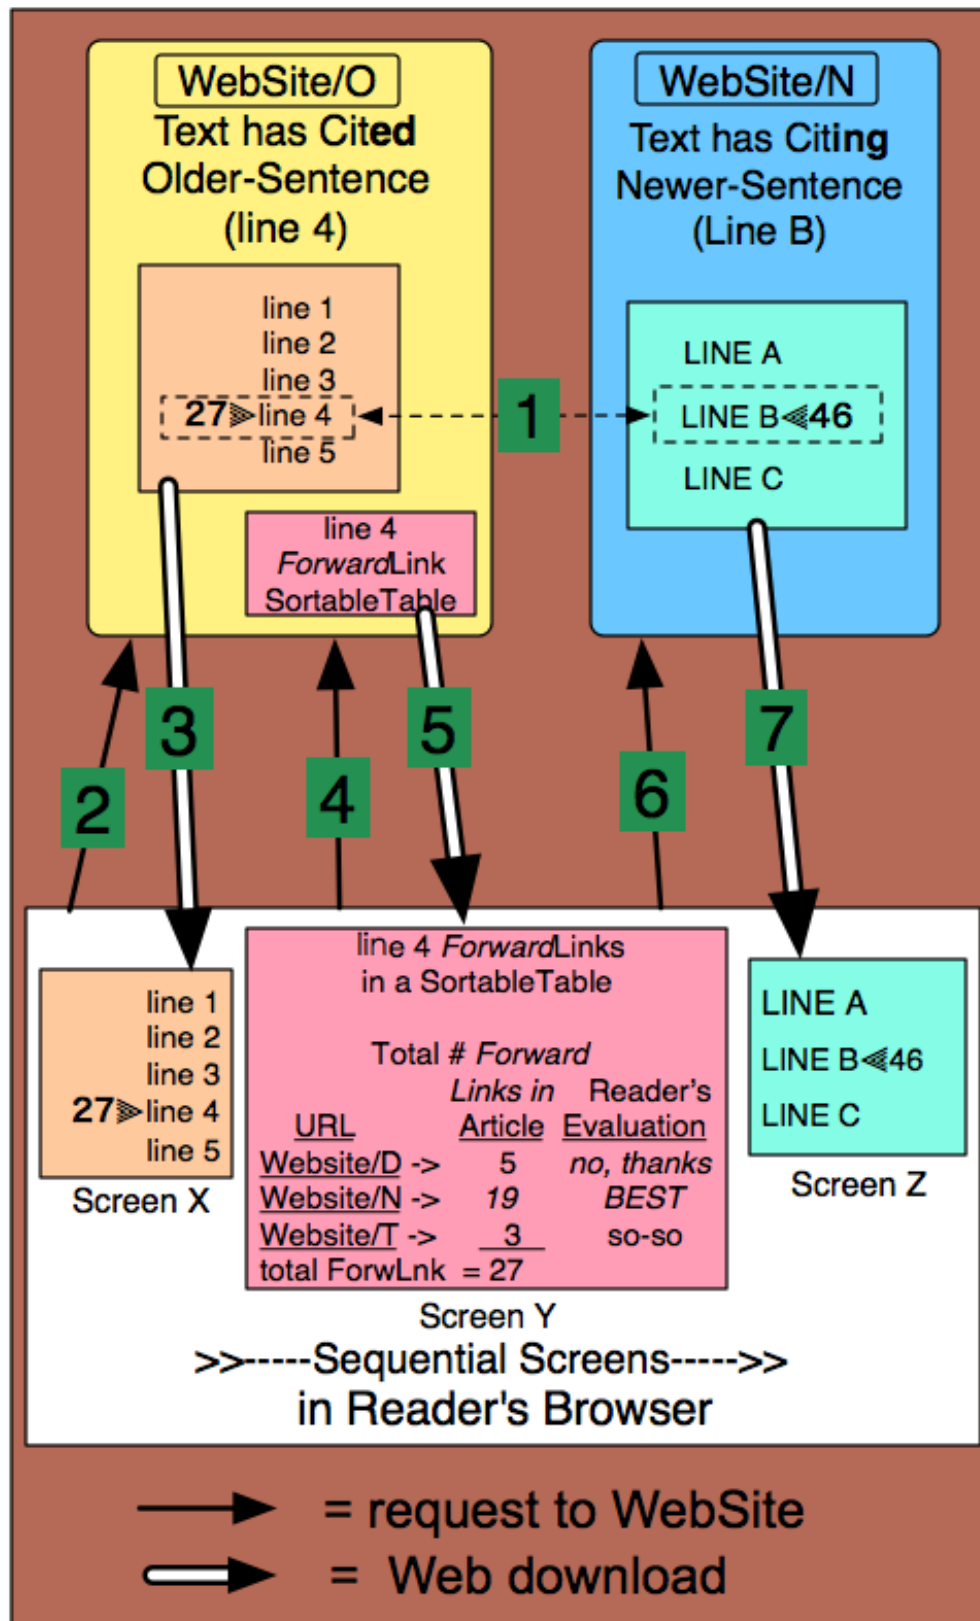 WebSite/O
Text has Cited
Older-Sentence
(line 4)
line 1
line 2
line 3
27➤line 4
line 5
line 4
ForwardLink
SortableTable
WebSite/N
Text has Citing
Newer-Sentence
(Line B)
LINE A
LINE B⮜46
LINE C
1
2
3
4
5
6
7
line 1
line 2
line 3
27➤line 4
line 5
Screen X
line 4 ForwardLinks
in a SortableTable
Total # Forward
Links in Reader's
URL Article Evaluation
Website/D -> 5 no, thanks
Website/N -> 19 BEST
Website/T -> 3 so-so
total ForwLnk = 27
Screen Y
LINE A
LINE B⮜46
LINE C
Screen Z
>>-----Sequential Screens----->>
in Reader's Browser
= request to WebSite
= Web download